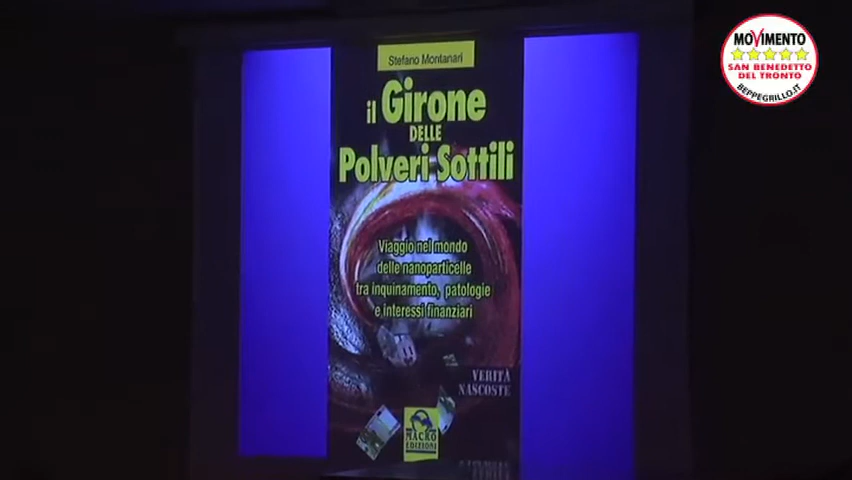 MOVIMENTO
SAN BENEDETTO
DEL TRONTO
BEPPEGRILLO.IT
Stefano Montanari
il Girone
DELLE
Polveri Sottili
Viaggio nel mondo
delle nanoparticelle
tra inquinamento, patologie
e interessi finanziari
VERITÀ
NASCOSTE
MACRO
EDIZIONI